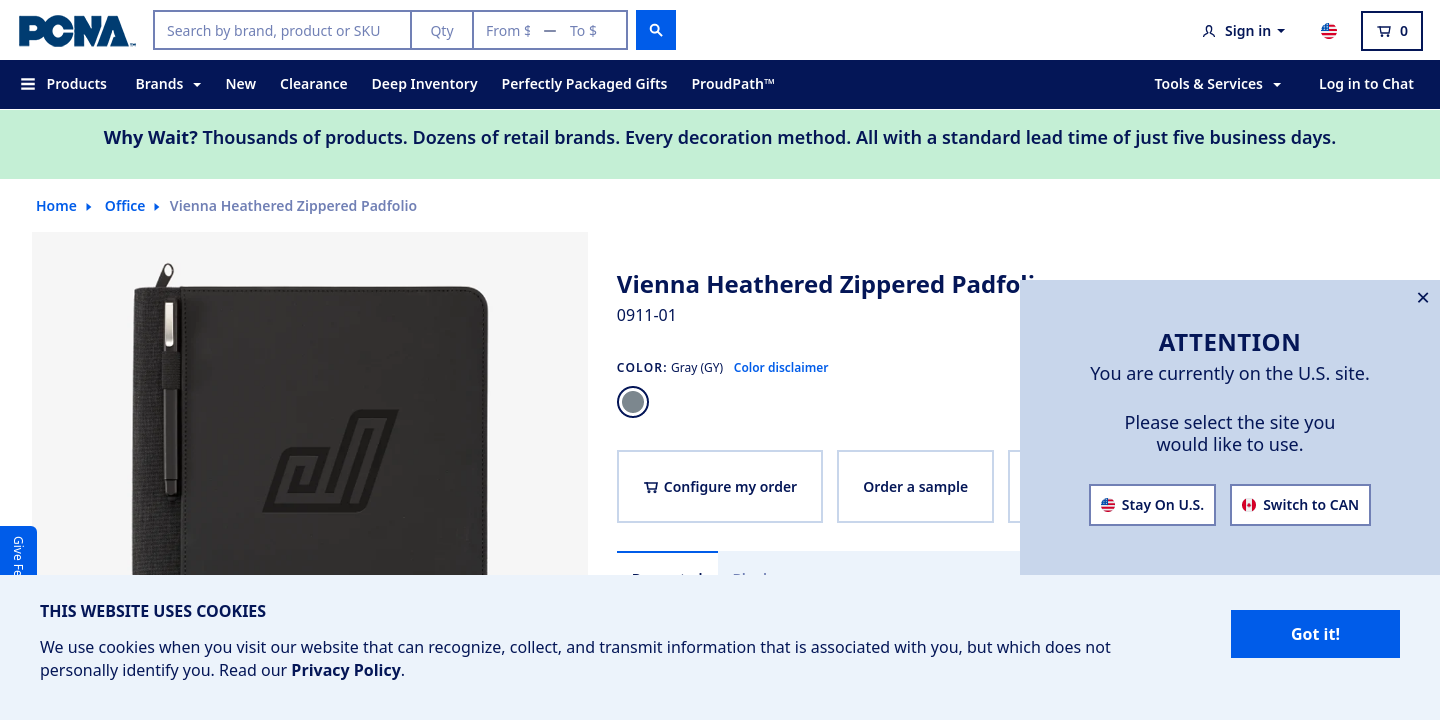 PCNA™
Search by brand, product or SKU
Qty
From $ — To $
Sign in
0
Products
Brands
New
Clearance
Deep Inventory
Perfectly Packaged Gifts
ProudPath™
Tools & Services
Log in to Chat
Why Wait? Thousands of products. Dozens of retail brands. Every decoration method. All with a standard lead time of just five business days.
Home
Office
Vienna Heathered Zippered Padfolio
Vienna Heathered Zippered Padfoli
0911-01
COLOR: Gray (GY) Color disclaimer
Configure my order
Order a sample
ATTENTION
You are currently on the U.S. site.
Please select the site you
would like to use.
Stay On U.S.
Switch to CAN
Give Fe
THIS WEBSITE USES COOKIES
We use cookies when you visit our website that can recognize, collect, and transmit information that is associated with you, but which does not
personally identify you. Read our Privacy Policy.
Got it!